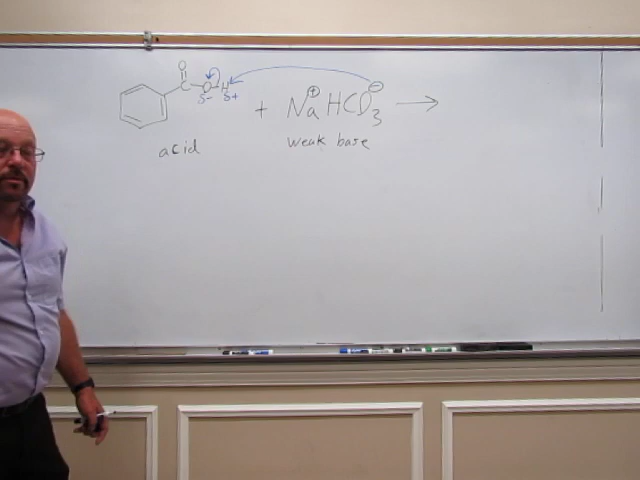 O
C O H + Na⊕ HCO3⊖ →
δ- δ+
acid weak base